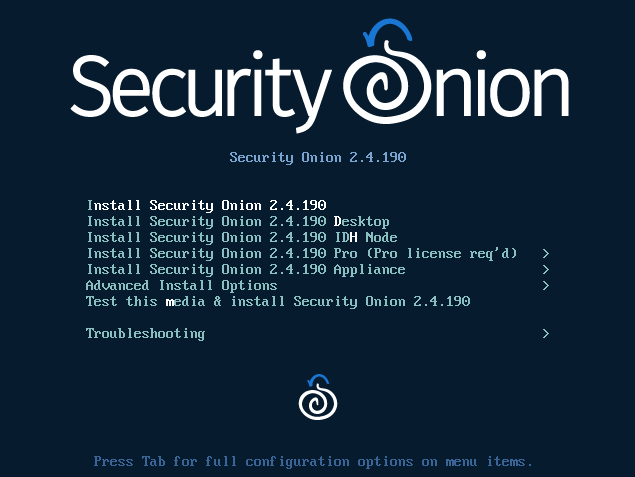 Security Onion
Security Onion 2.4.190
Install Security Onion 2.4.190
Install Security Onion 2.4.190 Desktop
Install Security Onion 2.4.190 IDH Node
Install Security Onion 2.4.190 Pro (Pro license req'd) >
Install Security Onion 2.4.190 Appliance >
Advanced Install Options >
Test this media & install Security Onion 2.4.190
Troubleshooting >
Press Tab for full configuration options on menu items.